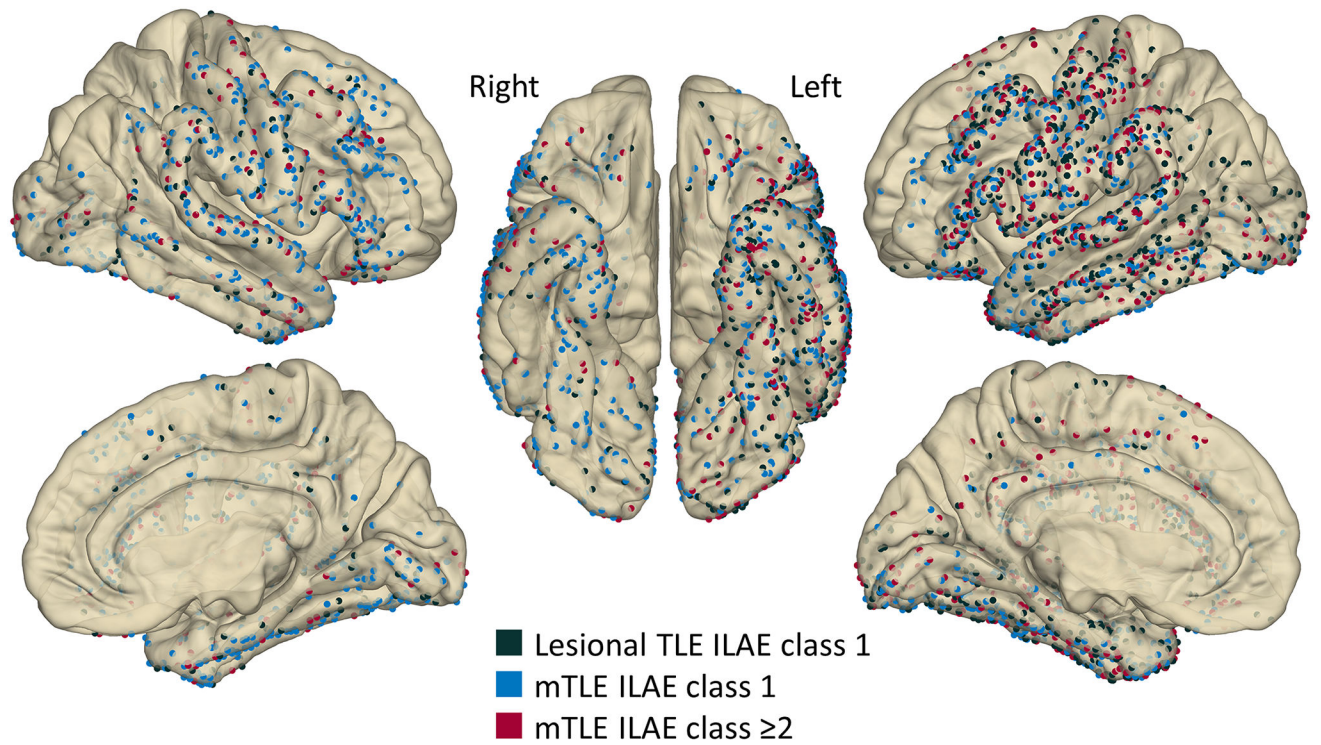 Right
Left
Lesional TLE ILAE class 1
mTLE ILAE class 1
mTLE ILAE class ≥2